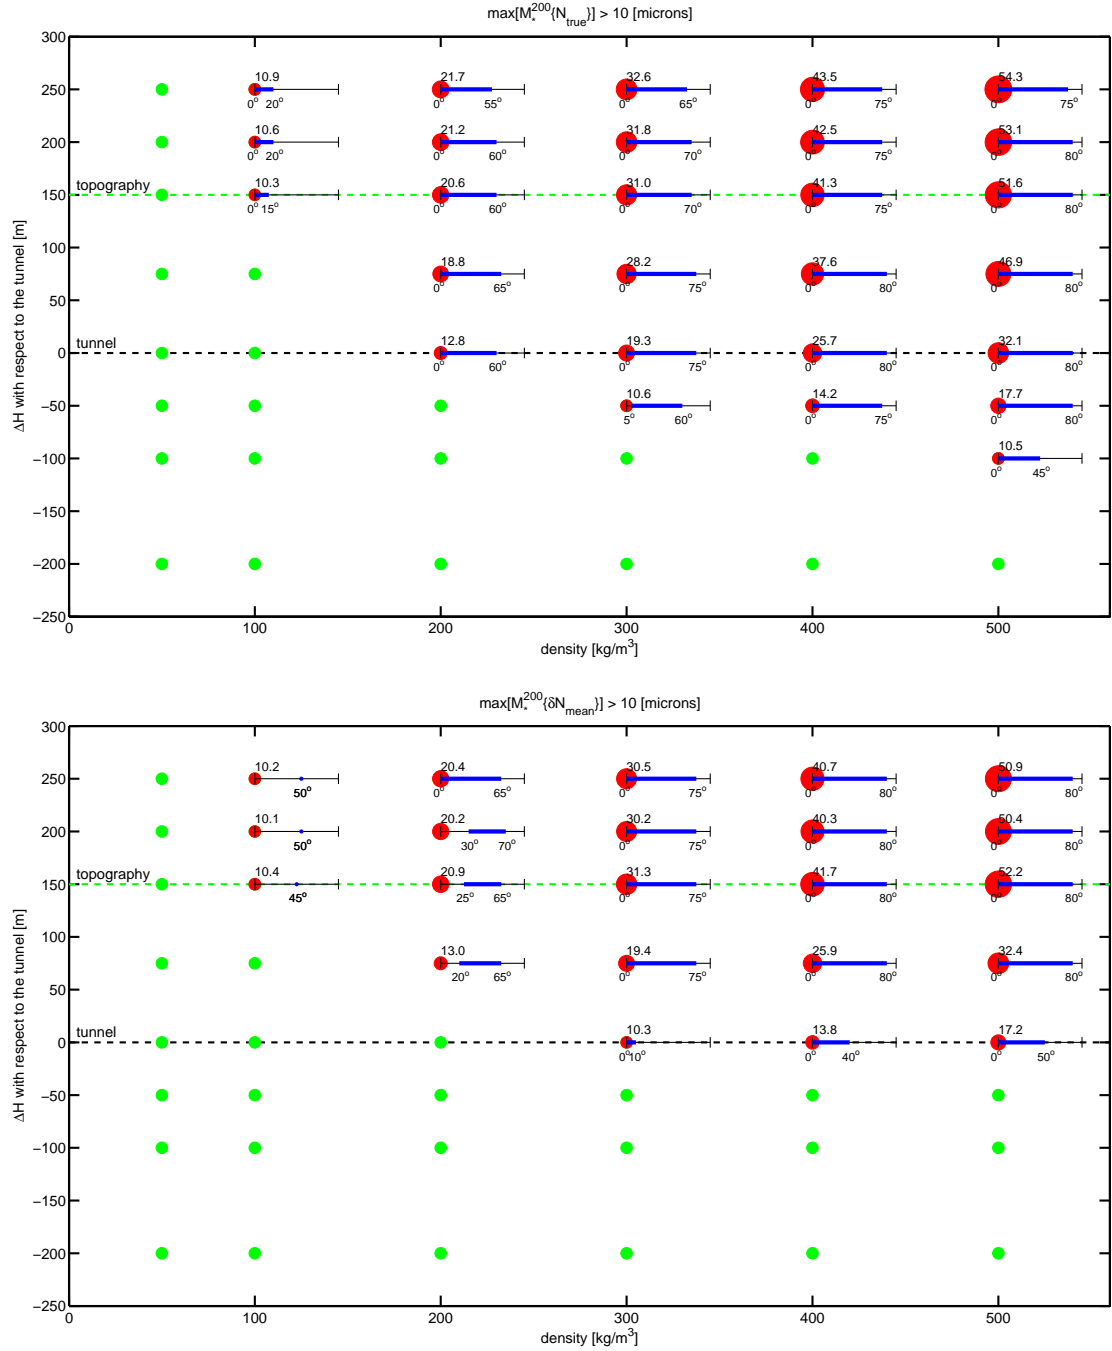 max[M*^200{N_true}] > 10 [microns]
300
250
10.9 21.7 32.6 43.5 54.3
0° 20° 0° 55° 0° 65° 0° 75° 0° 75°
200
10.6 21.2 31.8 42.5 53.1
0° 20° 0° 60° 0° 70° 0° 75° 0° 80°
topography
150
10.3 20.6 31.0 41.3 51.6
0° 15° 0° 60° 0° 70° 0° 75° 0° 80°
100
18.8 28.2 37.6 46.9
0° 65° 0° 75° 0° 80° 0° 80°
50
tunnel
0
12.8 19.3 25.7 32.1
0° 60° 0° 75° 0° 80° 0° 80°
−50
10.6 14.2 17.7
5° 60° 0° 75° 0° 80°
−100
10.5
0° 45°
−150
−200
−250
ΔH with respect to the tunnel [m]
0 100 200 300 400 500
density [kg/m³]
max[M*^200{δN_mean}] > 10 [microns]
300
250
10.2 20.4 30.5 40.7 50.9
50° 0° 65° 0° 75° 0° 80° 0° 80°
200
10.1 20.2 30.2 40.3 50.4
50° 30° 70° 0° 75° 0° 80° 0° 80°
topography
150
10.4 20.9 31.3 41.7 52.2
45° 25° 65° 0° 75° 0° 80° 0° 80°
100
13.0 19.4 25.9 32.4
20° 65° 0° 75° 0° 80° 0° 80°
50
tunnel
0
10.3 13.8 17.2
0° 10° 0° 40° 0° 50°
−50
−100
−150
−200
−250
ΔH with respect to the tunnel [m]
0 100 200 300 400 500
density [kg/m³]